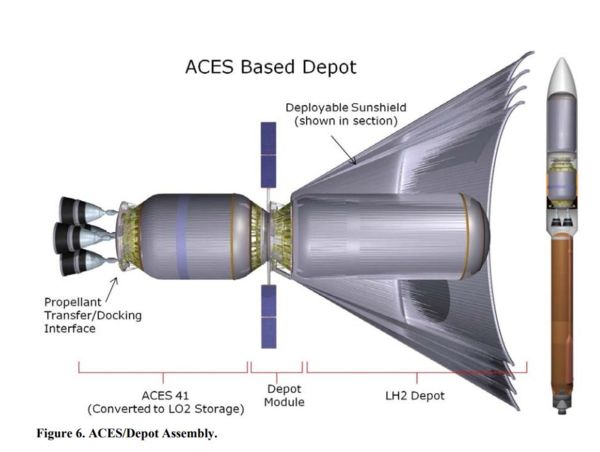 ACES Based Depot
Deployable Sunshield
(shown in section)
Propellant
Transfer/Docking
Interface
ACES 41
(Converted to LO2 Storage)
Depot
Module
LH2 Depot
Figure 6. ACES/Depot Assembly.